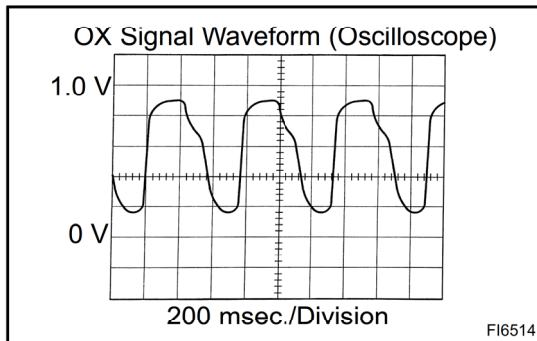 OX Signal Waveform (Oscilloscope)
1.0 V
0 V
200 msec./Division
FI6514